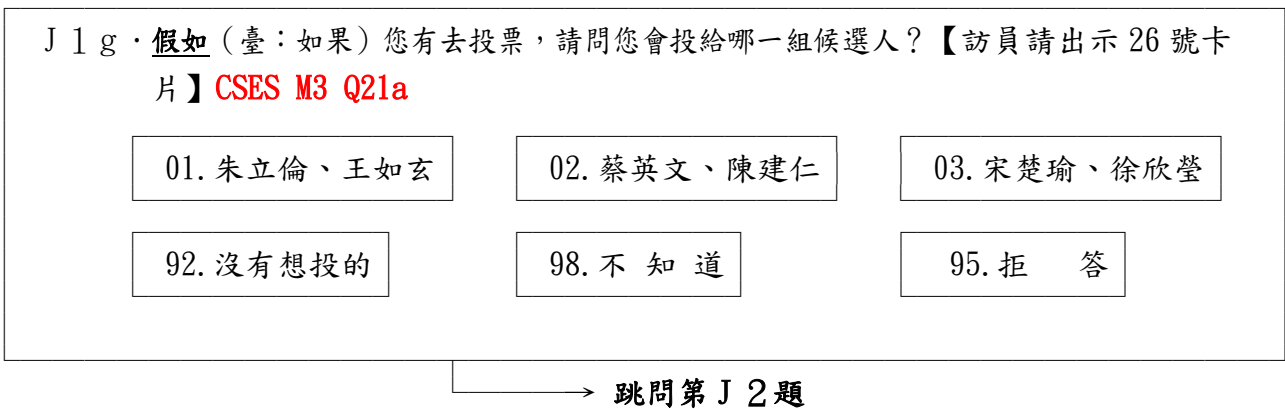 J1g．假如（臺：如果）您有去投票，請問您會投給哪一組候選人？【訪員請出示 26 號卡
片】CSES M3 Q21a
01.朱立倫、王如玄 02.蔡英文、陳建仁 03.宋楚瑜、徐欣瑩
92.沒有想投的 98.不 知 道 95.拒 答
跳問第J2題